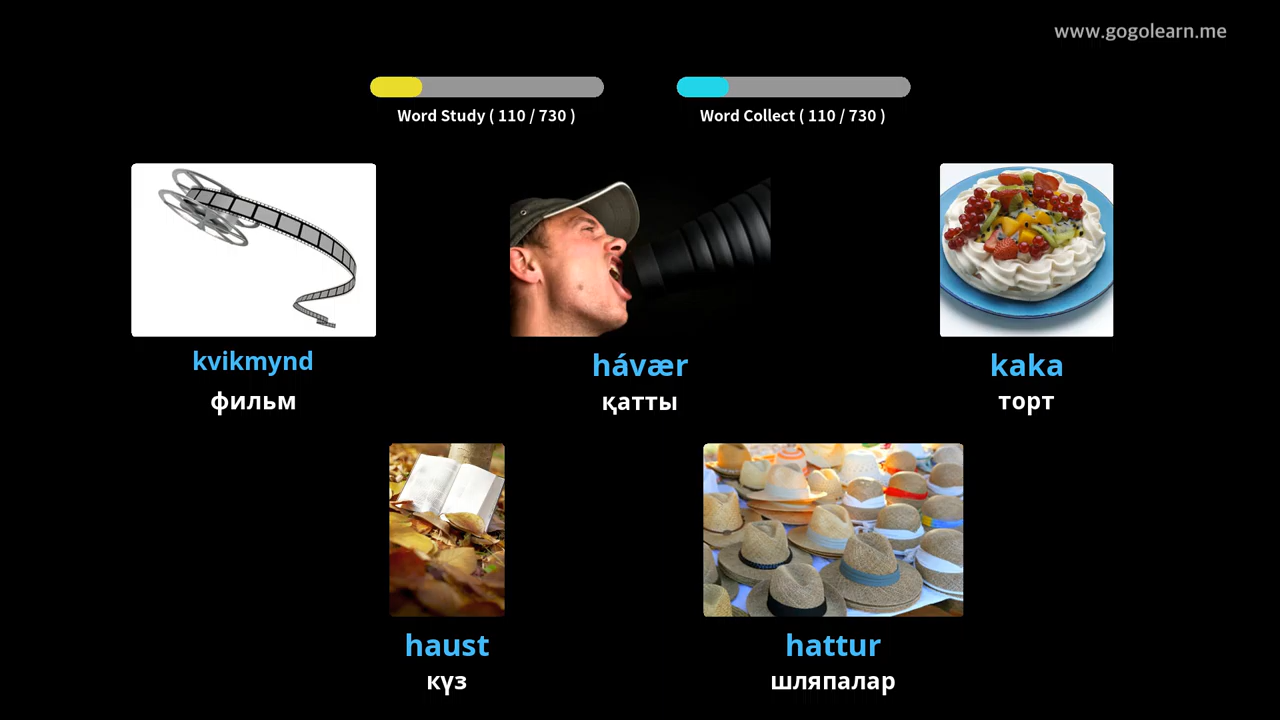 www.gogolearn.me
Word Study ( 110 / 730 )
Word Collect ( 110 / 730 )
kvikmynd
фильм
hávær
қатты
kaka
торт
haust
күз
hattur
шляпалар